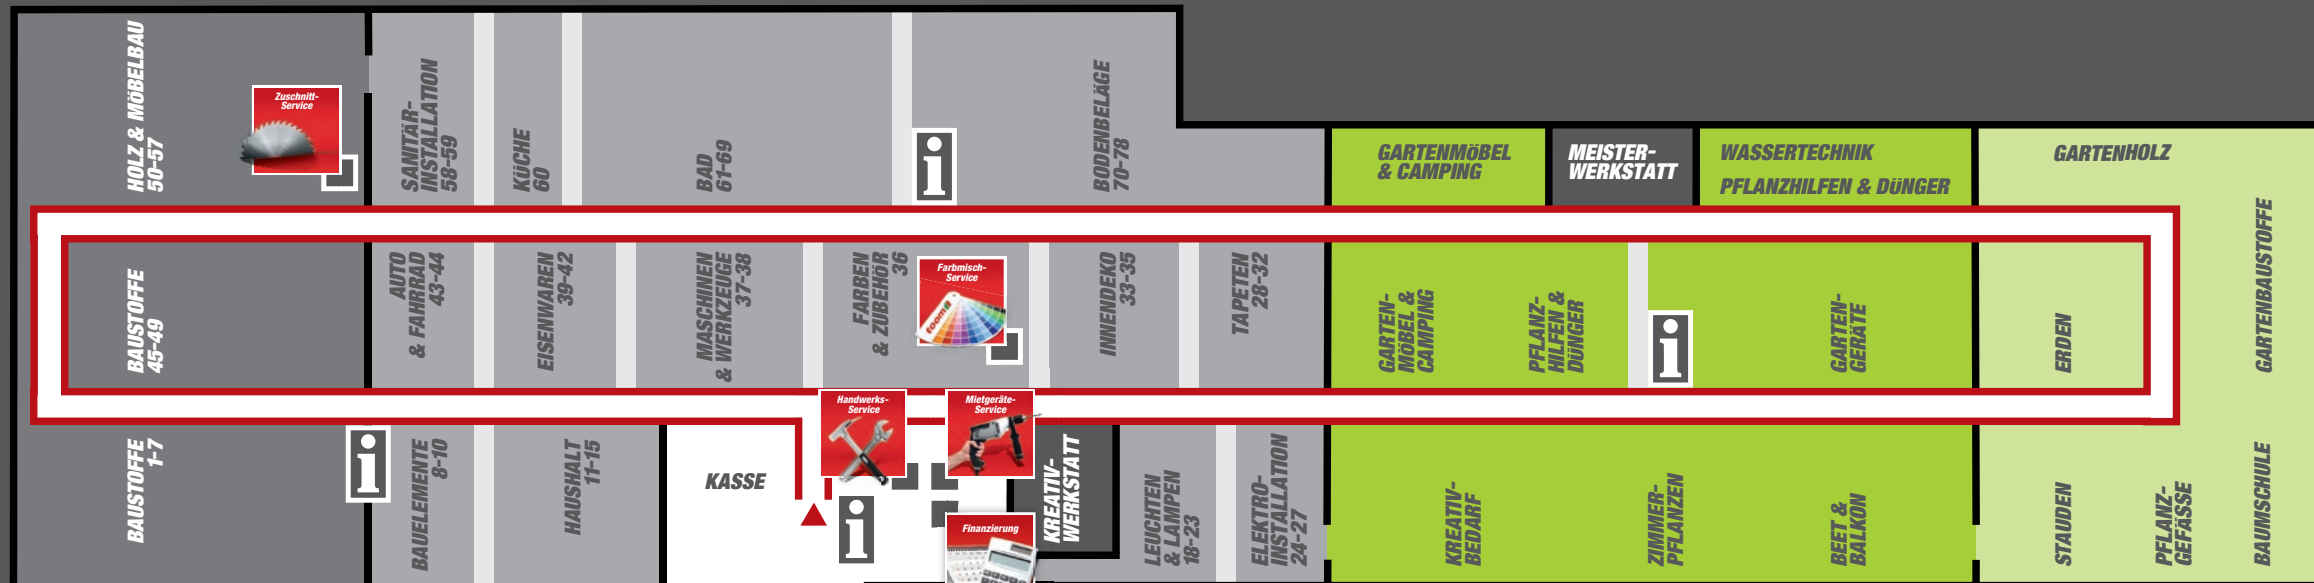 HOLZ & MÖBELBAU
50-57
Zuschnitt-
Service
SANITÄR-
INSTALLATION
58-59
KÜCHE
60
BAD
61-69
i
BODENBELÄGE
70-78
GARTENMÖBEL
& CAMPING
MEISTER-
WERKSTATT
WASSERTECHNIK
PFLANZHILFEN & DÜNGER
GARTENHOLZ
GARTENBAUSTOFFE
BAUSTOFFE
45-49
AUTO
& FAHRRAD
43-44
EISENWAREN
39-42
MASCHINEN
& WERKZEUGE
37-38
FARBEN
& ZUBEHÖR
36
Farbmisch-
Service
toom
INNENDEKO
33-35
TAPETEN
28-32
GARTEN-
MÖBEL &
CAMPING
PFLANZ-
HILFEN &
DÜNGER
i
GARTEN-
GERÄTE
ERDEN
BAUSTOFFE
1-7
i
BAUELEMENTE
8-10
HAUSHALT
11-15
KASSE
Handwerks-
Service
i
Mietgeräte-
Service
Finanzierung
KREATIV-
WERKSTATT
LEUCHTEN
& LAMPEN
18-23
ELEKTRO-
INSTALLATION
24-27
KREATIV-
BEDARF
ZIMMER-
PFLANZEN
BEET &
BALKON
STAUDEN
PFLANZ-
GEFÄSSE
BAUMSCHULE